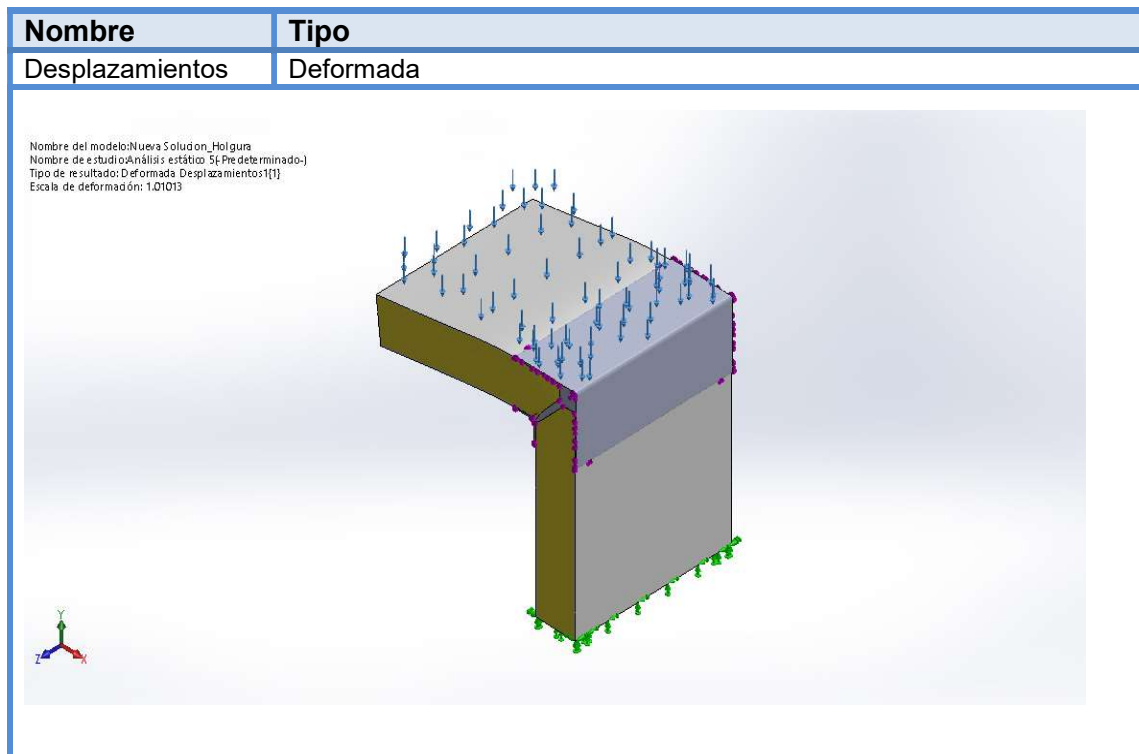 Nombre Tipo
Desplazamientos Deformada
Nombre del modelo:Nueva Solucion_Holgura
Nombre de estudio:Análisis estático 5(-Predeterminado-)
Tipo de resultado: Deformada Desplazamientos1{1}
Escala de deformación: 1.01013
Y
Z X